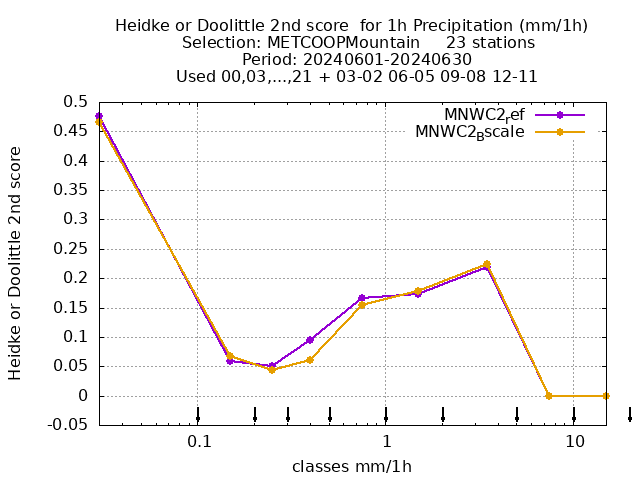 Heidke or Doolittle 2nd score  for 1h Precipitation (mm/1h)
Selection: METCOOPMountain     23 stations
Period: 20240601-20240630
Used 00,03,...,21 + 03-02 06-05 09-08 12-11
MNWC2ref
MNWC2Bscale
Heidke or Doolittle 2nd score
0.5
0.45
0.4
0.35
0.3
0.25
0.2
0.15
0.1
0.05
0
-0.05
0.1 1 10
classes mm/1h